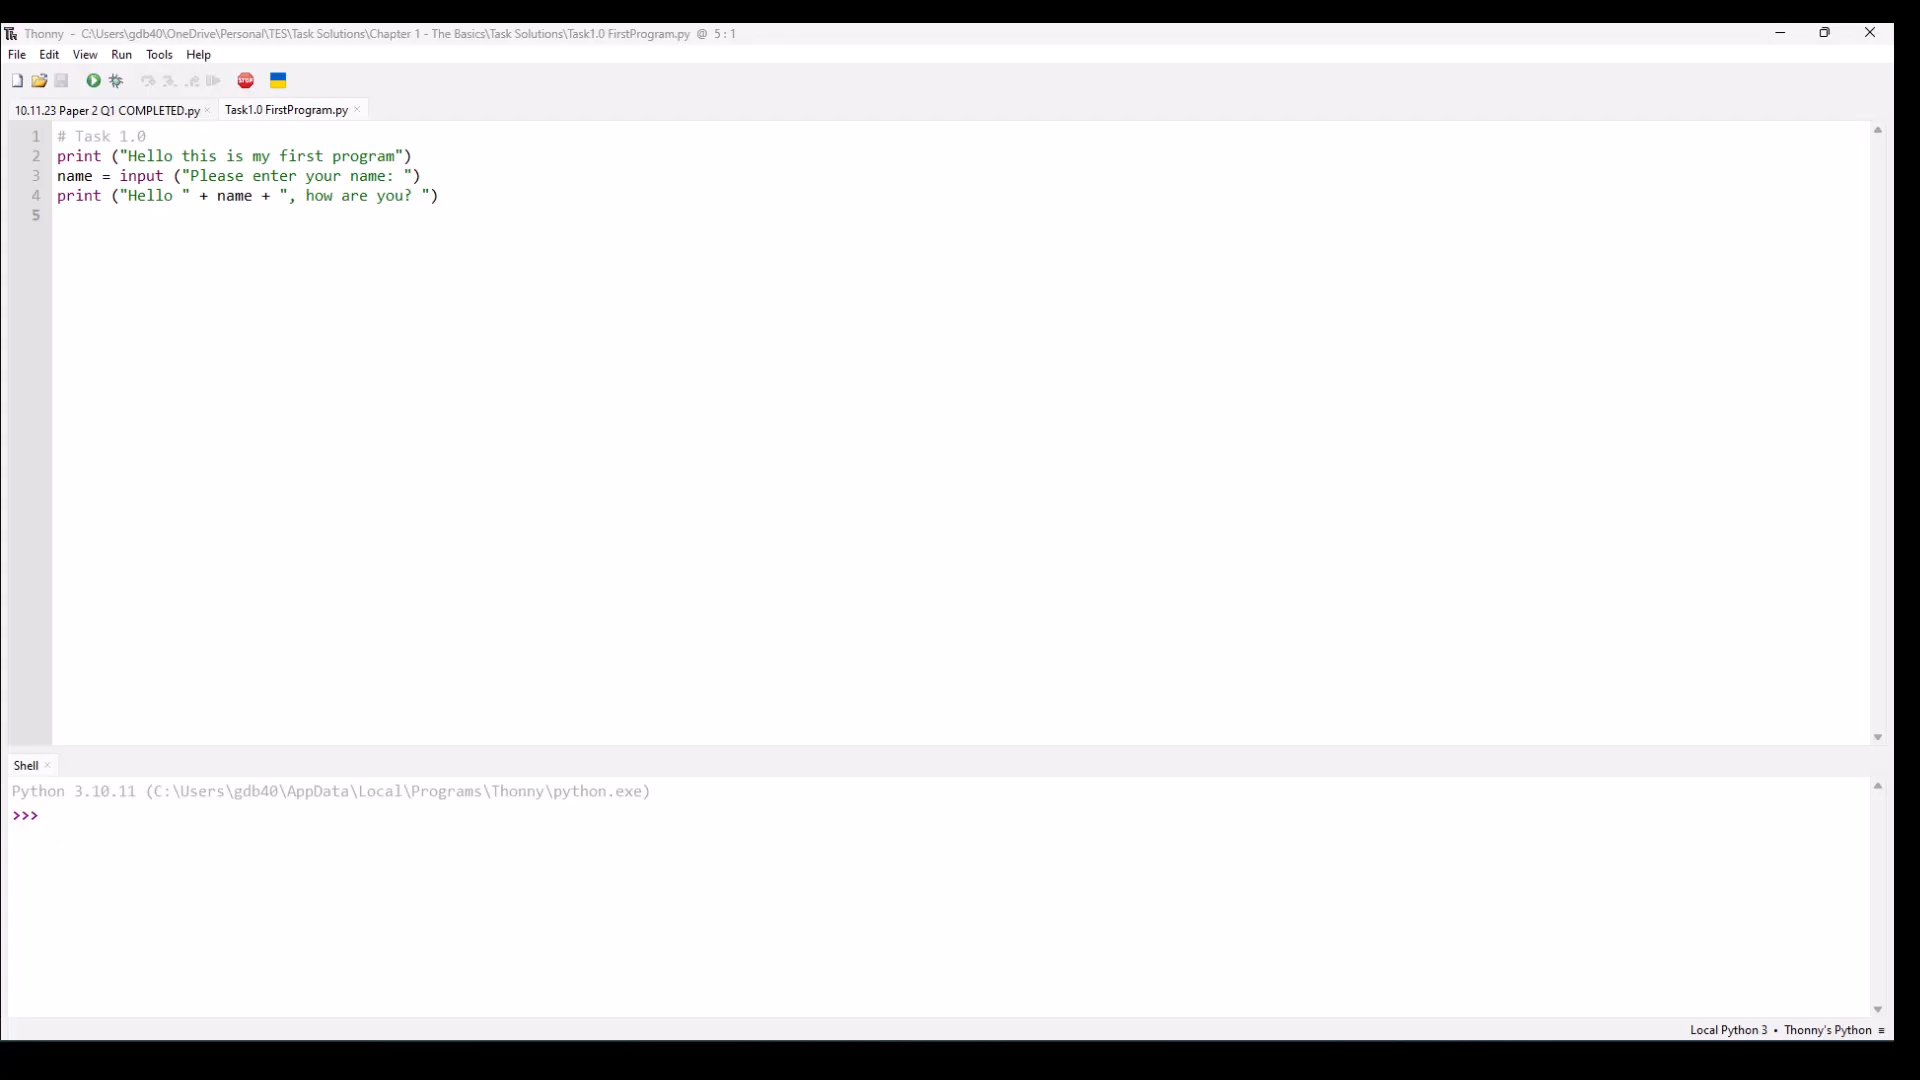 Thonny - C:\Users\gdb40\OneDrive\Personal\TES\Task Solutions\Chapter 1 - The Basics\Task Solutions\Task1.0 FirstProgram.py @ 5 : 1
File Edit View Run Tools Help
STOP
10.11.23 Paper 2 Q1 COMPLETED.py × Task1.0 FirstProgram.py ×
1 # Task 1.0
2 print ("Hello this is my first program")
3 name = input ("Please enter your name: ")
4 print ("Hello " + name + ", how are you? ")
5
Shell ×
Python 3.10.11 (C:\Users\gdb40\AppData\Local\Programs\Thonny\python.exe)
>>>
Local Python 3 • Thonny's Python ≡